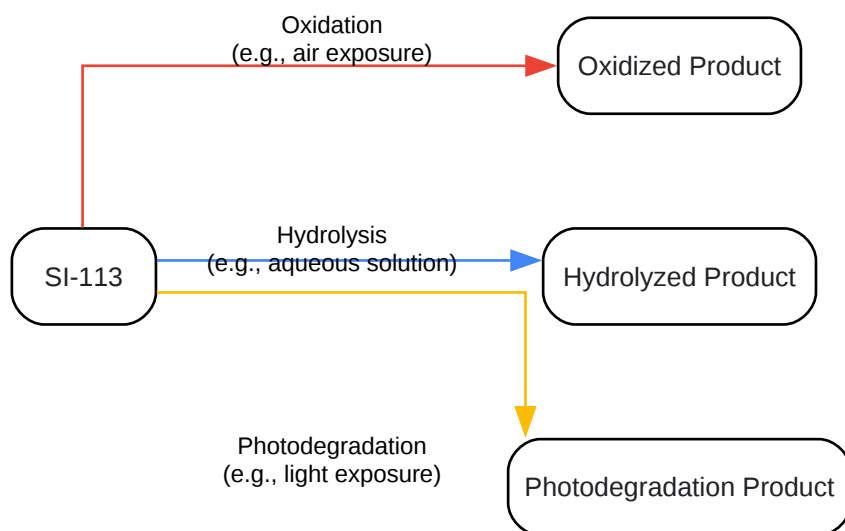 Oxidation
(e.g., air exposure)
Oxidized Product
Hydrolysis
(e.g., aqueous solution)
SI-113
Hydrolyzed Product
Photodegradation
(e.g., light exposure)
Photodegradation Product